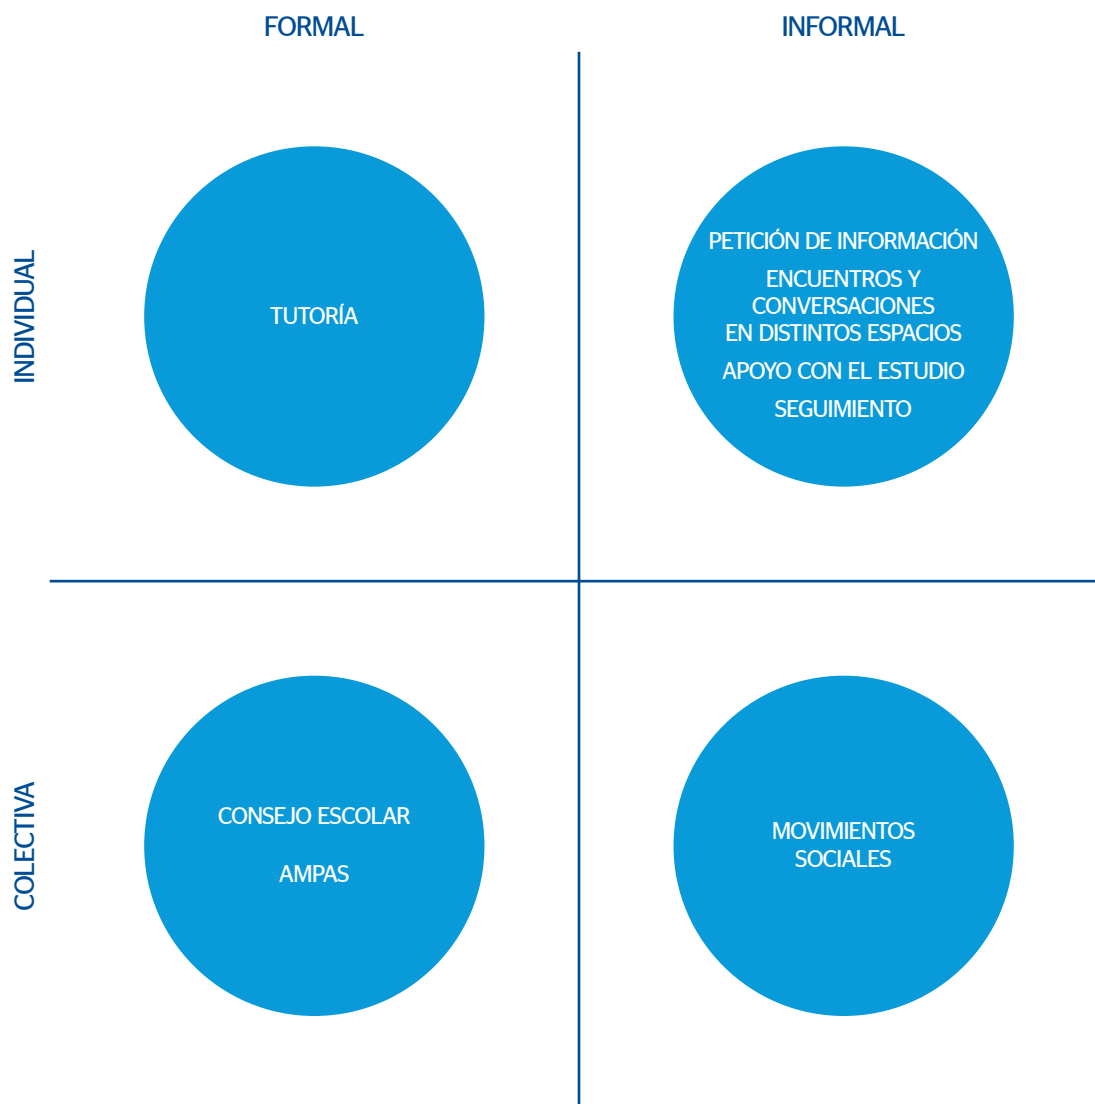 FORMAL
INFORMAL
INDIVIDUAL
TUTORÍA
PETICIÓN DE INFORMACIÓN
ENCUENTROS Y
CONVERSACIONES
EN DISTINTOS ESPACIOS
APOYO CON EL ESTUDIO
SEGUIMIENTO
COLECTIVA
CONSEJO ESCOLAR
AMPAS
MOVIMIENTOS
SOCIALES